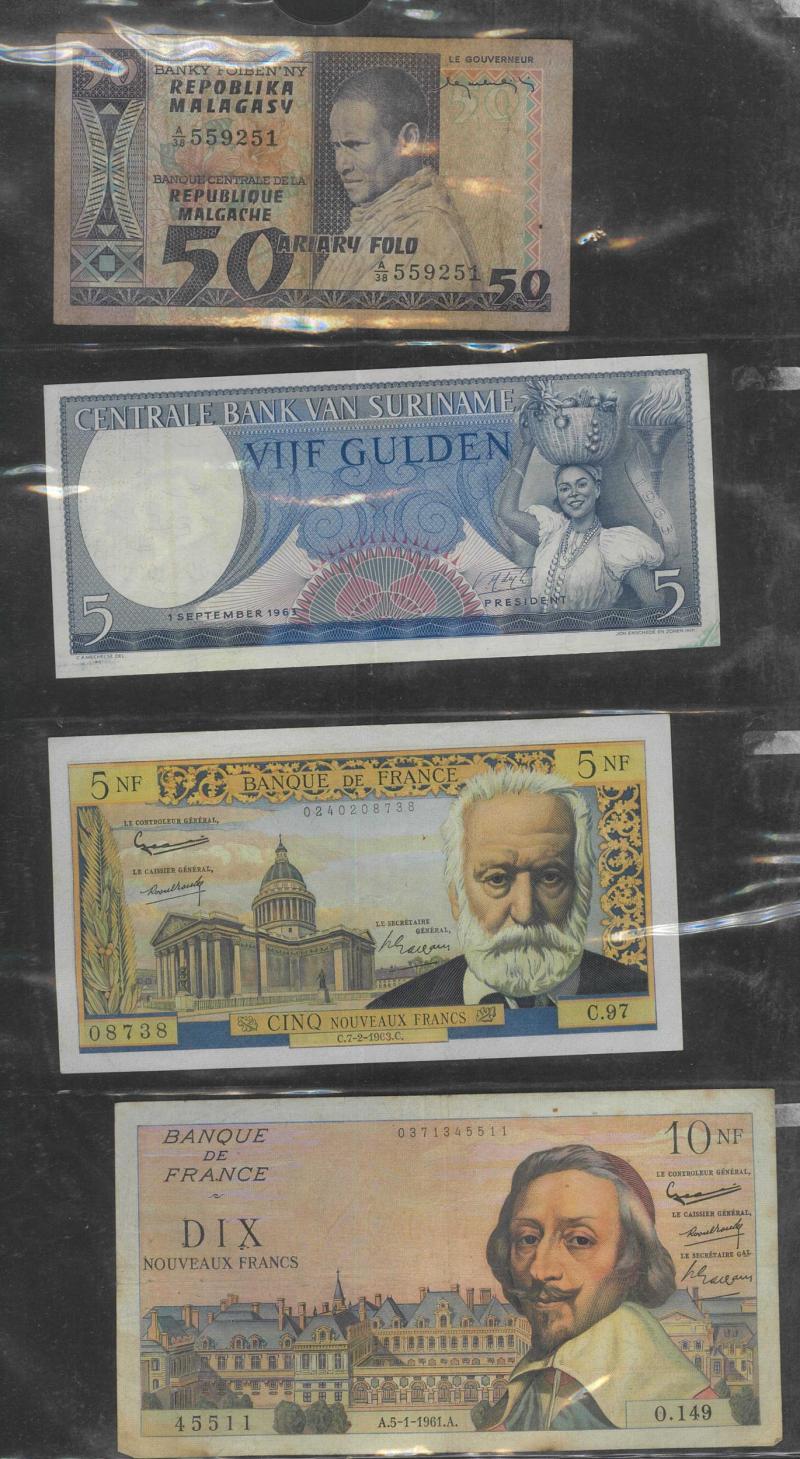 50
LE GOUVERNEUR
BANKY FOIBEN'NY
REPOBLIKA
MALAGASY
50
A/38 559251
BANQUE CENTRALE DE LA
REPUBLIQUE
MALGACHE
50 ARIARY FOLO
A/38 559251 50
CENTRALE BANK VAN SURINAME
VIJF GULDEN
1963
5
1 SEPTEMBER 1963
PRESIDENT
5
JOH. ENSCHEDÉ EN ZONEN IMP.
5 NF
BANQUE DE FRANCE
5 NF
0240208738
LE CONTROLEUR GÉNÉRAL,
LE CAISSIER GÉNÉRAL,
LE SECRÉTAIRE
GÉNÉRAL,
08738
CINQ NOUVEAUX FRANCS
C.97
C.7-2-1963.C.
BANQUE
DE
FRANCE
0371345511
10 NF
LE CONTROLEUR GÉNÉRAL,
LE CAISSIER GÉNÉRAL,
LE SECRÉTAIRE GAL.
DIX
NOUVEAUX FRANCS
45511
A.5-1-1961.A.
O.149